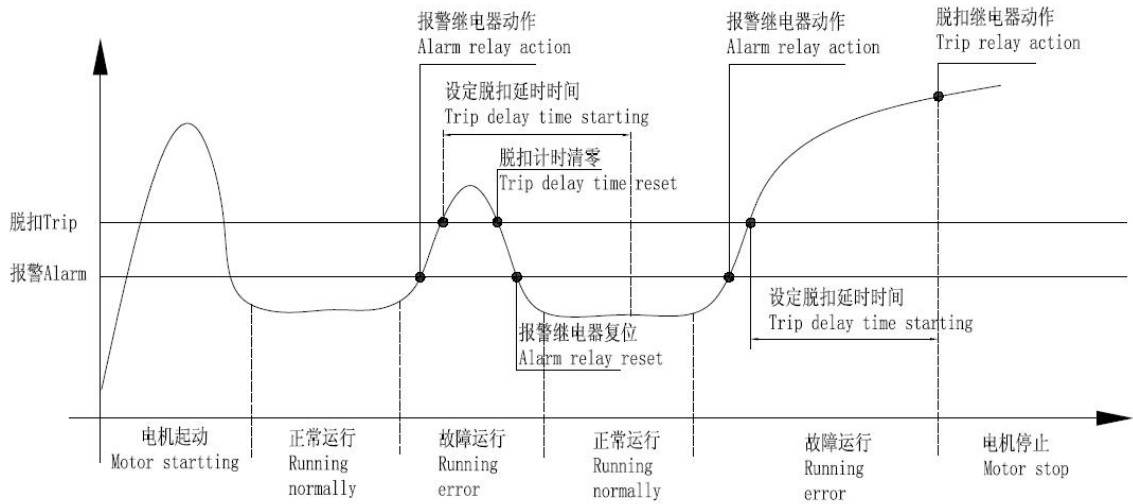 报警继电器动作
Alarm relay action
报警继电器动作
Alarm relay action
脱扣继电器动作
Trip relay action
设定脱扣延时时间
Trip delay time starting
脱扣计时清零
Trip delay time reset
脱扣Trip
报警Alarm
设定脱扣延时时间
Trip delay time starting
报警继电器复位
Alarm relay reset
电机起动
Motor startting
正常运行
Running
normally
故障运行
Running
error
正常运行
Running
normally
故障运行
Running
error
电机停止
Motor stop